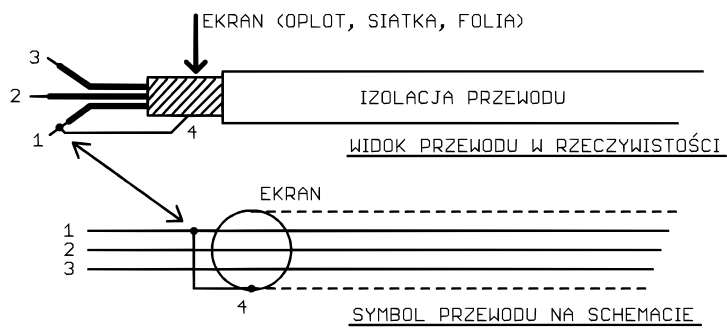 EKRAN (OPLOT, SIATKA, FOLIA)
3
2
IZOLACJA PRZEWODU
1
4
WIDOK PRZEWODU W RZECZYWISTOŚCI
EKRAN
1
2
3
4
SYMBOL PRZEWODU NA SCHEMACIE